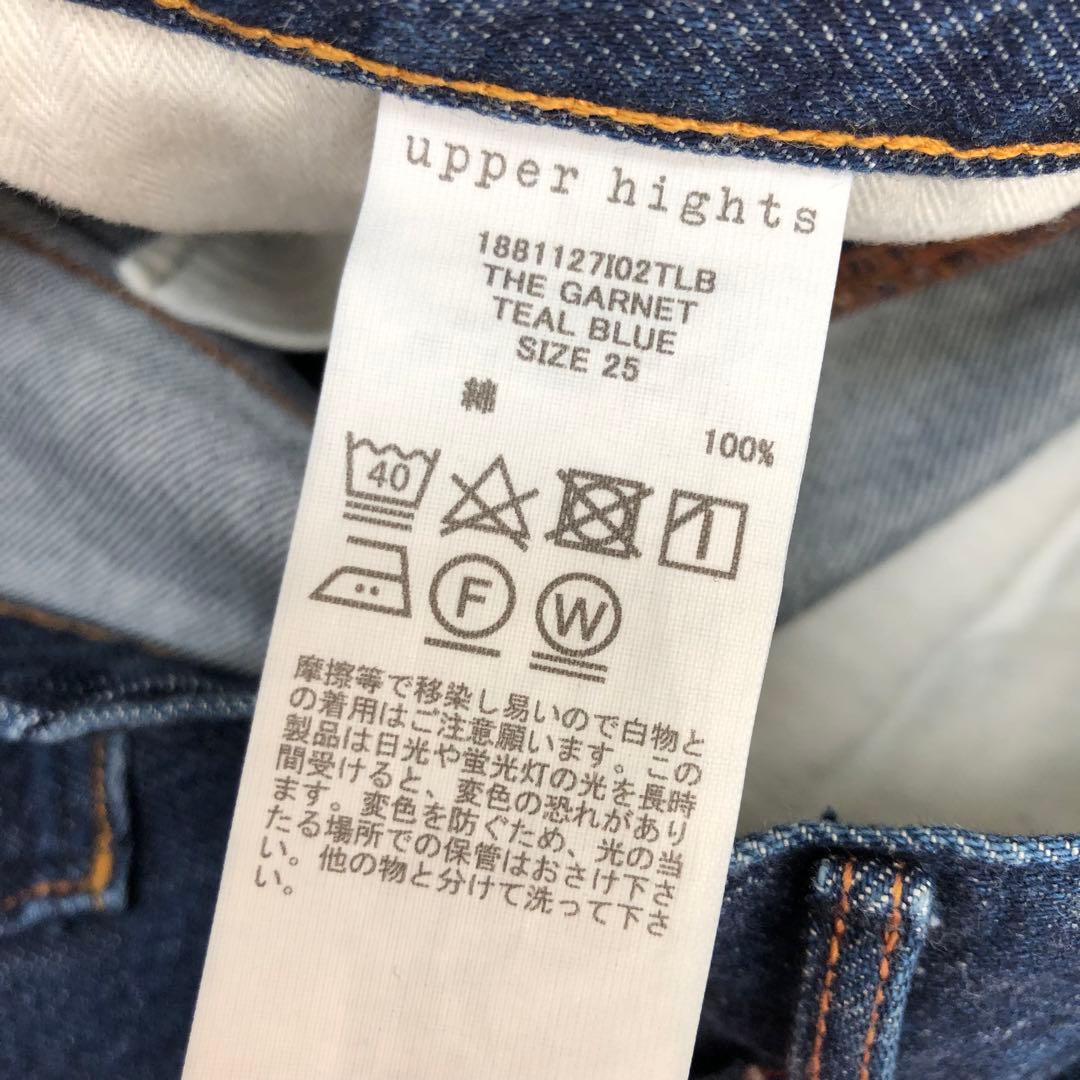 upper hights
1881127I02TLB
THE GARNET
TEAL BLUE
SIZE 25
綿 100%
40
F W
摩擦等で移染し易いので白物と
の着用はご注意願います。この
製品は日光や蛍光灯の光を長時
間受けると、変色の恐れがあり
ます。変色を防ぐため、光の当
たる場所での保管はおさけ下さ
い。他の物と分けて洗って下さ
い。